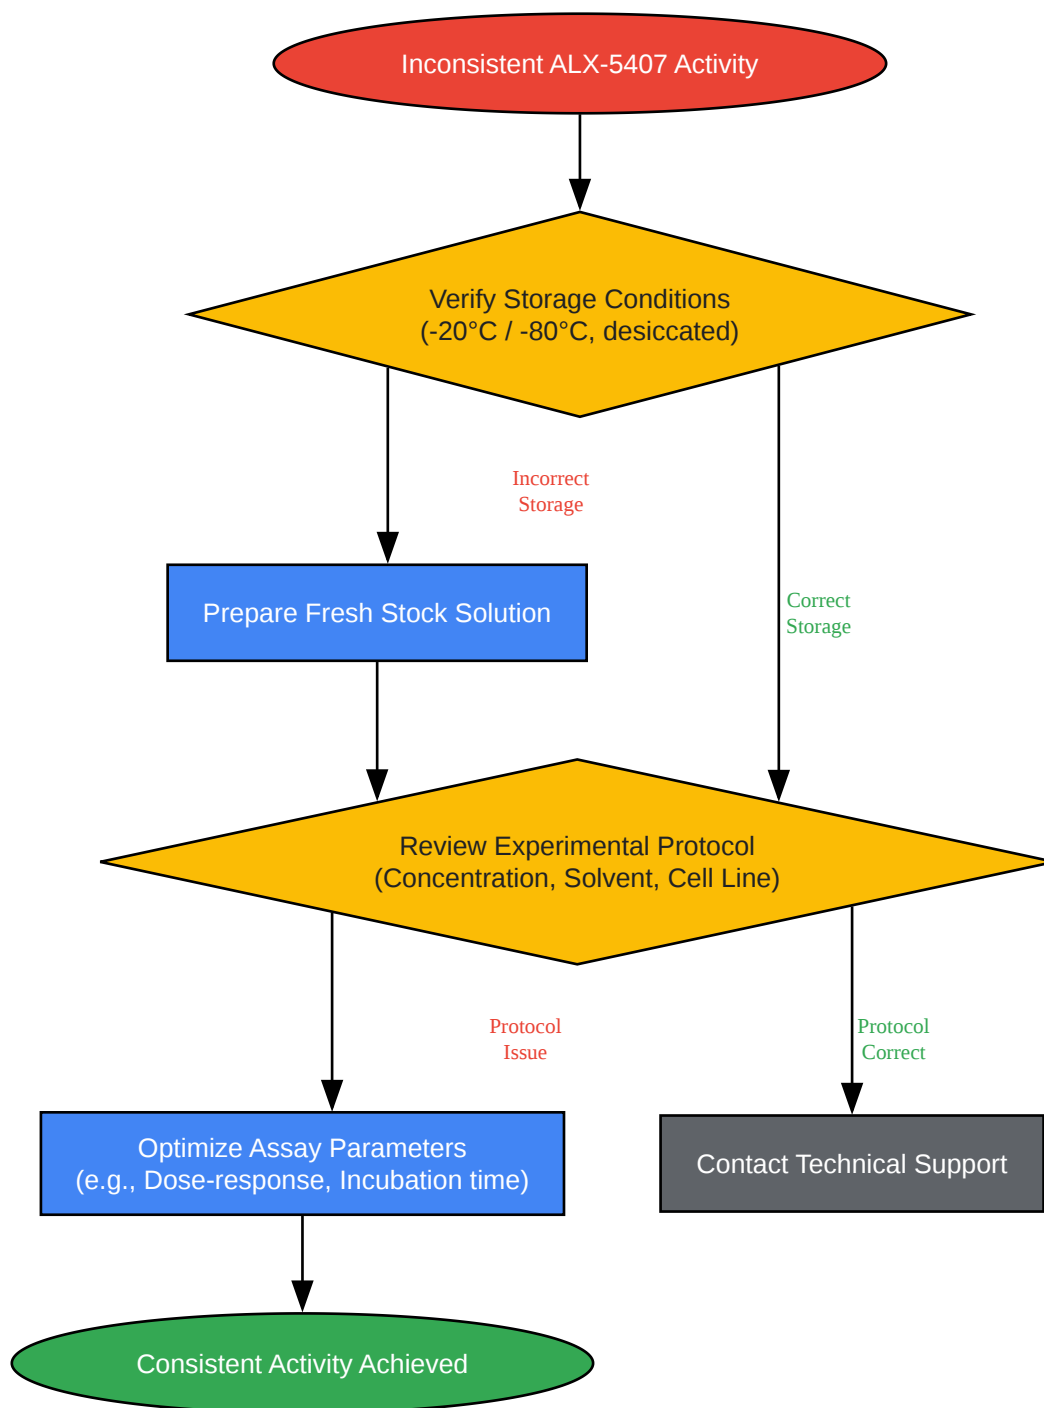 Inconsistent ALX-5407 Activity
Verify Storage Conditions
(-20°C / -80°C, desiccated)
Incorrect
Storage
Correct
Storage
Prepare Fresh Stock Solution
Review Experimental Protocol
(Concentration, Solvent, Cell Line)
Protocol
Issue
Protocol
Correct
Optimize Assay Parameters
(e.g., Dose-response, Incubation time)
Contact Technical Support
Consistent Activity Achieved